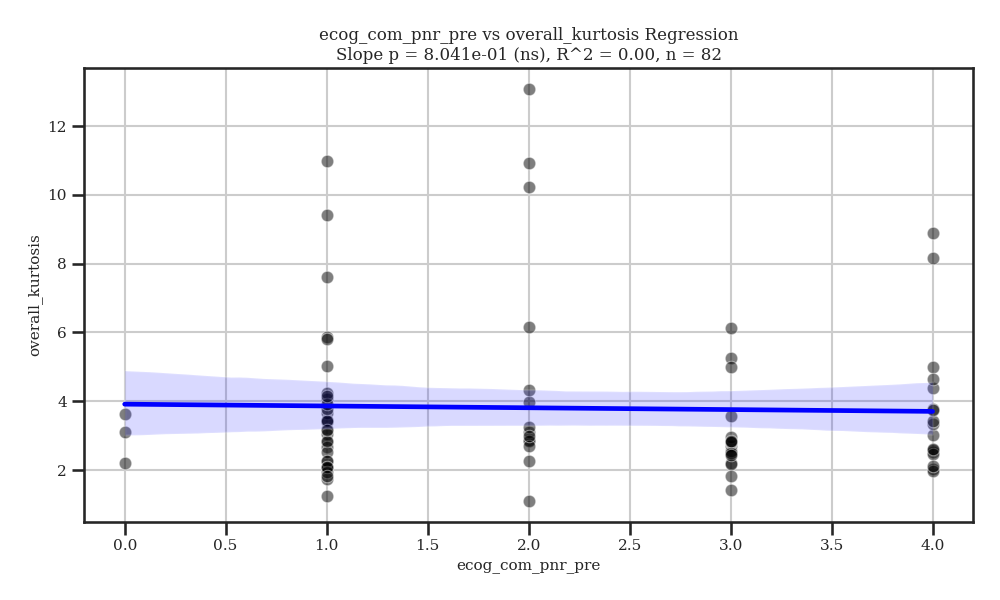 ecog_com_pnr_pre vs overall_kurtosis Regression
Slope p = 8.041e-01 (ns), R^2 = 0.00, n = 82
overall_kurtosis
12
10
8
6
4
2
0.0 0.5 1.0 1.5 2.0 2.5 3.0 3.5 4.0
ecog_com_pnr_pre